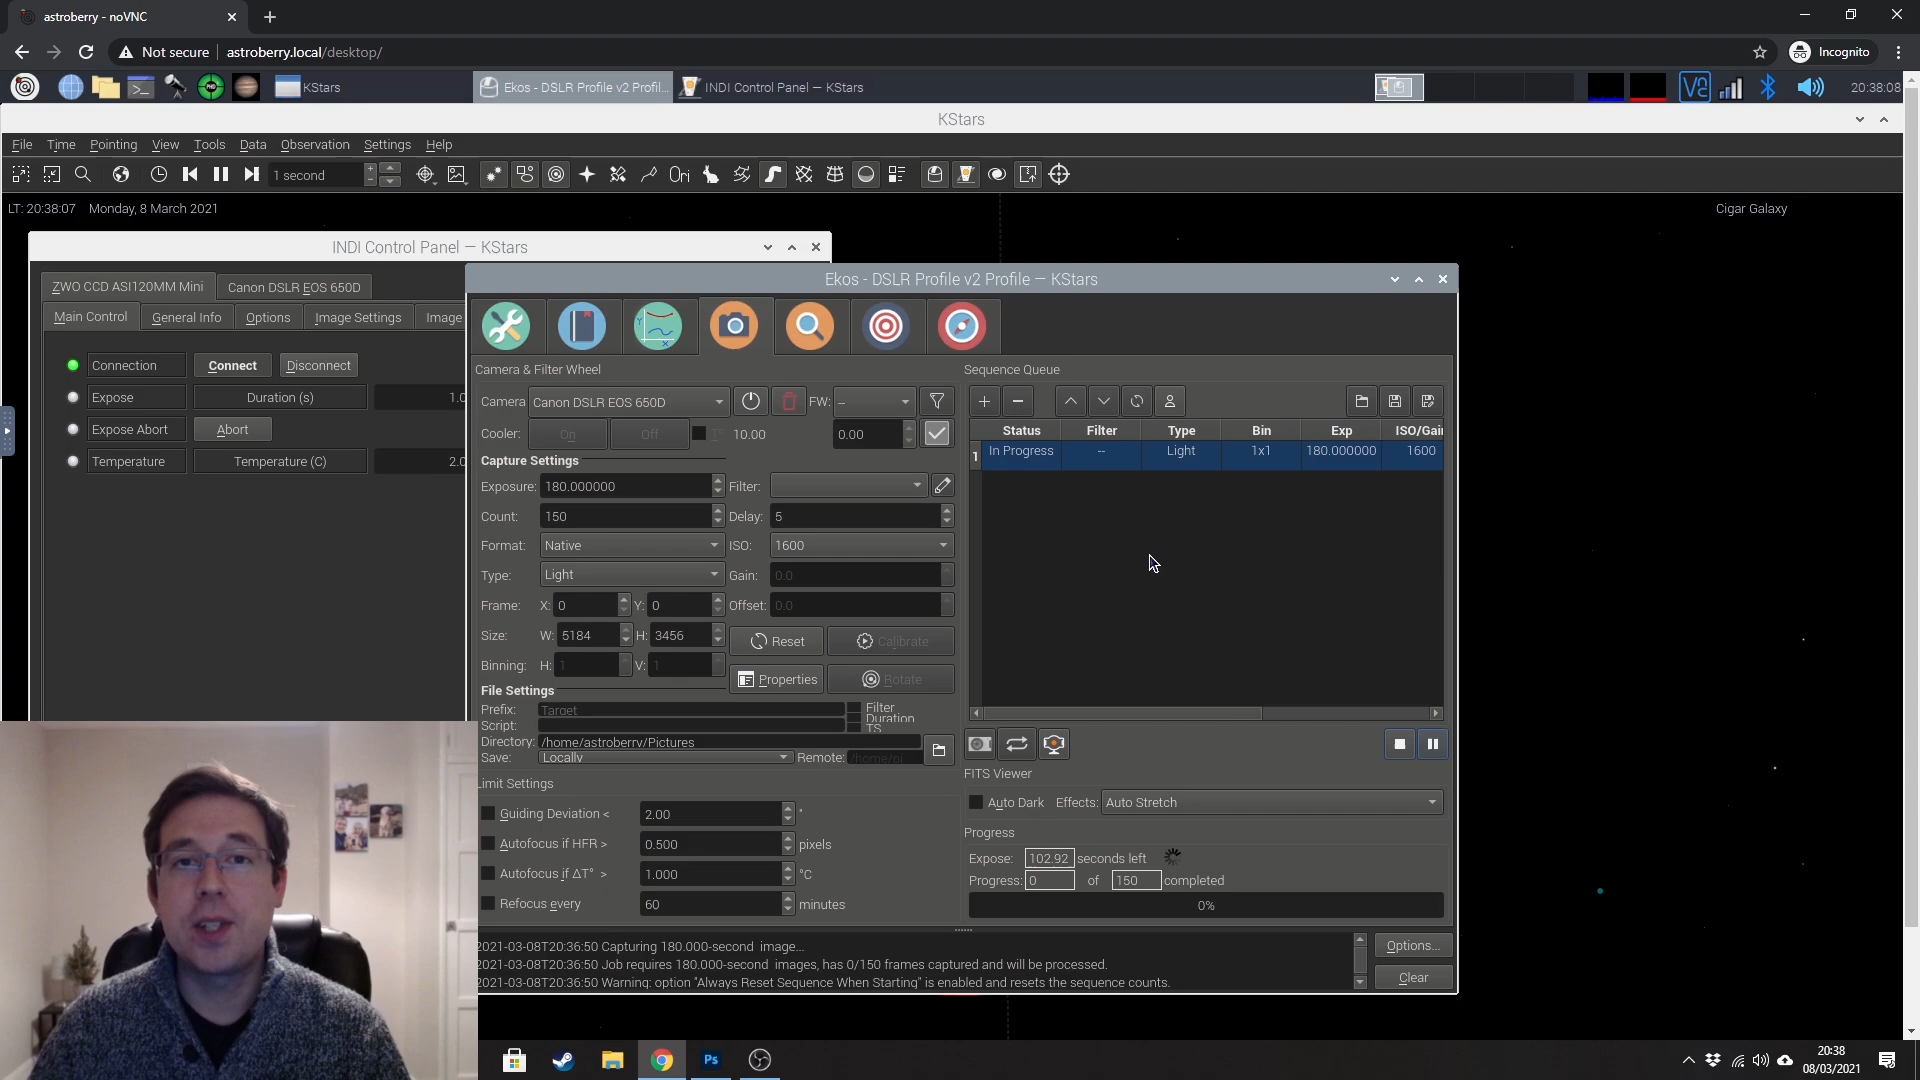 astroberry - noVNC
Not secure astroberry.local/desktop/
Incognito
KStars
Ekos - DSLR Profile v2 Profil...
INDI Control Panel — KStars
20:38:08
KStars
File Time Pointing View Tools Data Observation Settings Help
1 second
Ori
LT: 20:38:07 Monday, 8 March 2021
Cigar Galaxy
INDI Control Panel — KStars
ZWO CCD ASI120MM Mini
Canon DSLR EOS 650D
Main Control
General Info
Options
Image Settings
Image
Connection
Connect
Disconnect
Expose
Duration (s)
1.0
Expose Abort
Abort
Temperature
Temperature (C)
2.0
Ekos - DSLR Profile v2 Profile — KStars
Camera & Filter Wheel
Camera Canon DSLR EOS 650D FW: --
Cooler: On Off T° 10.00 0.00
Capture Settings
Exposure: 180.000000 Filter:
Count: 150 Delay: 5
Format: Native ISO: 1600
Type: Light Gain: 0.0
Frame: X: 0 Y: 0 Offset: 0.0
Size: W: 5184 H: 3456 Reset Calibrate
Binning: H: 1 V: 1 Properties Rotate
File Settings
Prefix: Target Filter
Duration
Script: TS
Directory: /home/astroberry/Pictures
Save: Locally Remote: /home/pi
Limit Settings
Guiding Deviation < 2.00 "
Autofocus if HFR > 0.500 pixels
Autofocus if ΔT° > 1.000 °C
Refocus every 60 minutes
Sequence Queue
Status Filter Type Bin Exp ISO/Gai
1 In Progress -- Light 1x1 180.000000 1600
FITS Viewer
Auto Dark Effects: Auto Stretch
Progress
Expose: 102.92 seconds left
Progress: 0 of 150 completed
0%
2021-03-08T20:36:50 Capturing 180.000-second image...
2021-03-08T20:36:50 Job requires 180.000-second images, has 0/150 frames captured and will be processed.
2021-03-08T20:36:50 Warning: option "Always Reset Sequence When Starting" is enabled and resets the sequence counts.
Options...
Clear
Ps
20:38
08/03/2021